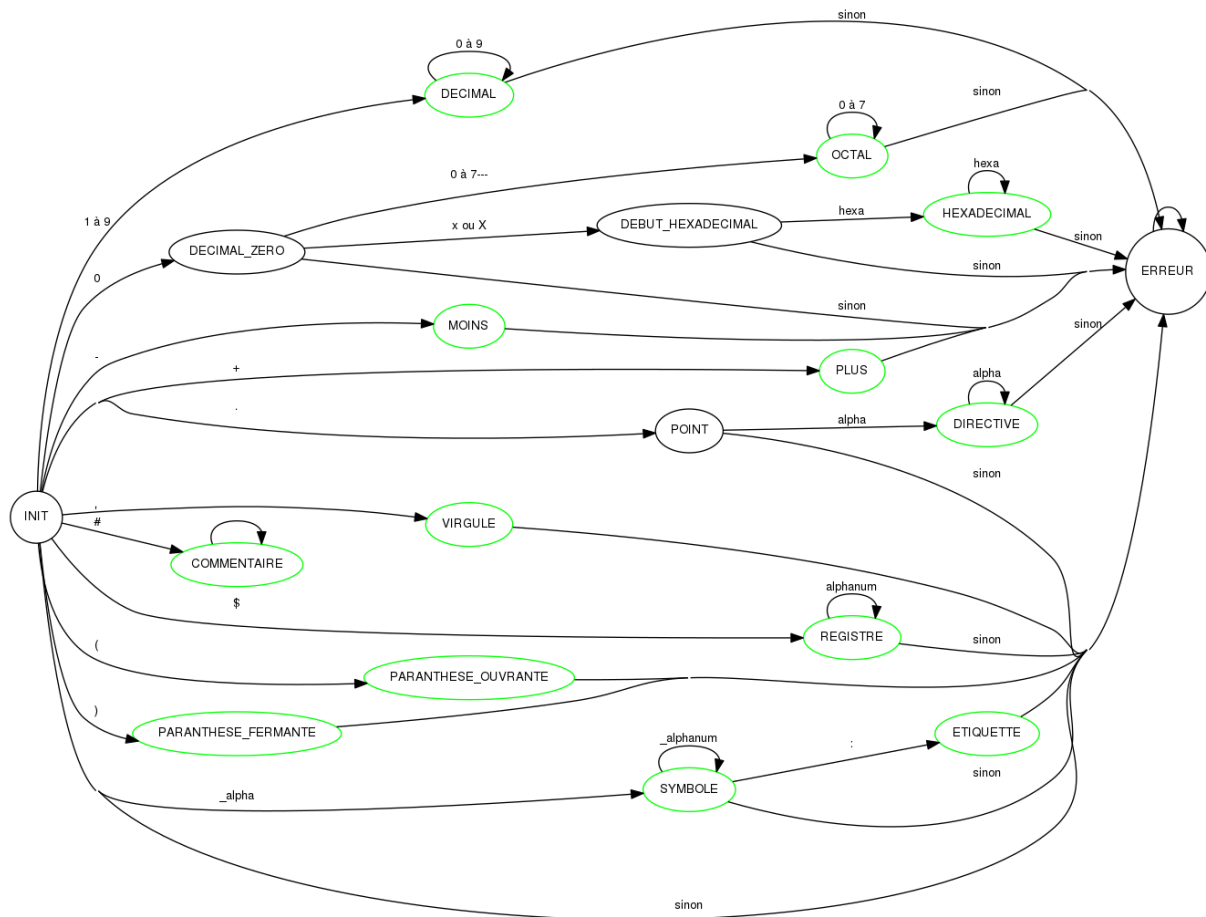 sinon
0 à 9
DECIMAL
sinon
0 à 7
OCTAL
0 à 7---
hexa
HEXADECIMAL
1 à 9
x ou X
DEBUT_HEXADECIMAL
hexa
sinon
DECIMAL_ZERO
sinon
ERREUR
0
sinon
MOINS
sinon
-
+
PLUS
alpha
.
POINT
alpha
DIRECTIVE
sinon
INIT
,
#
VIRGULE
COMMENTAIRE
alphanum
$
REGISTRE
sinon
(
PARANTHESE_OUVRANTE
)
PARANTHESE_FERMANTE
ETIQUETTE
_alphanum
:
sinon
_alpha
SYMBOLE
sinon